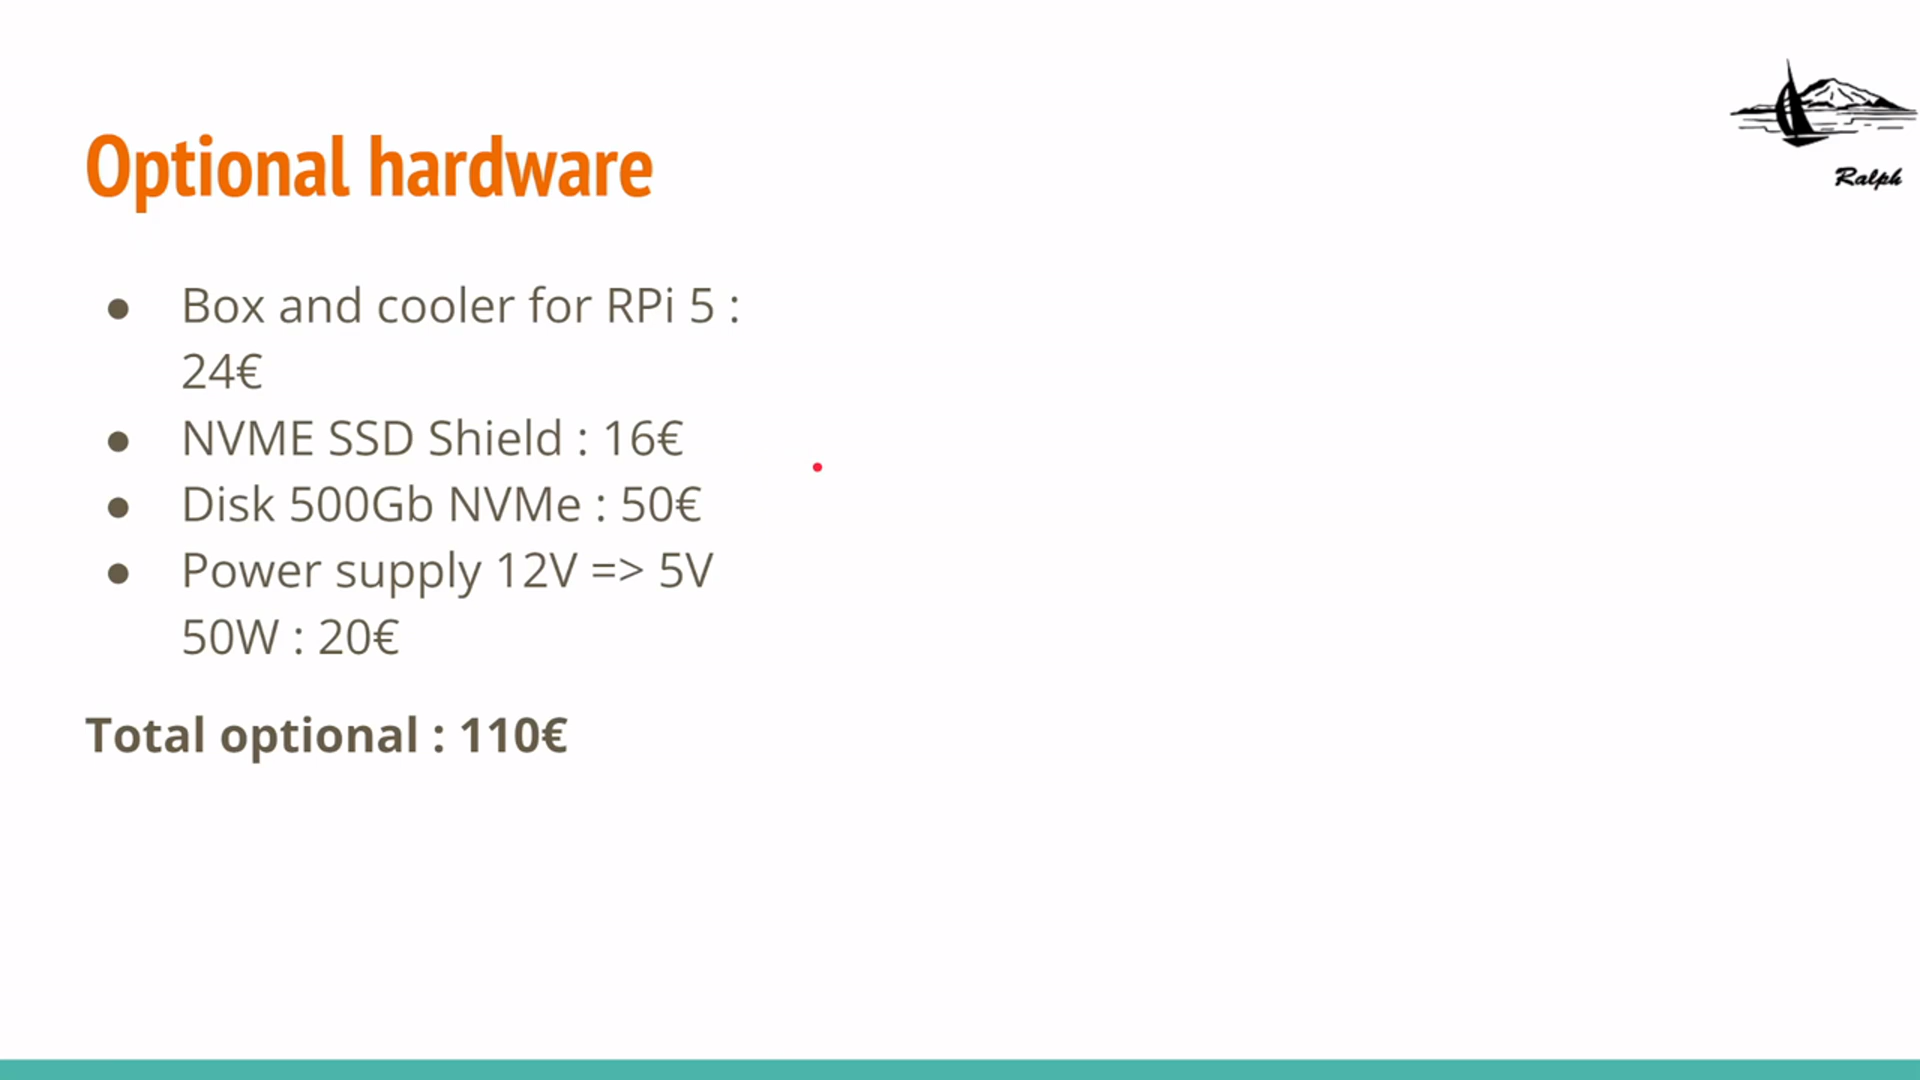 Ralph
Optional hardware
● Box and cooler for RPi 5 :
24€
● NVME SSD Shield : 16€
● Disk 500Gb NVMe : 50€
● Power supply 12V => 5V
50W : 20€
Total optional : 110€